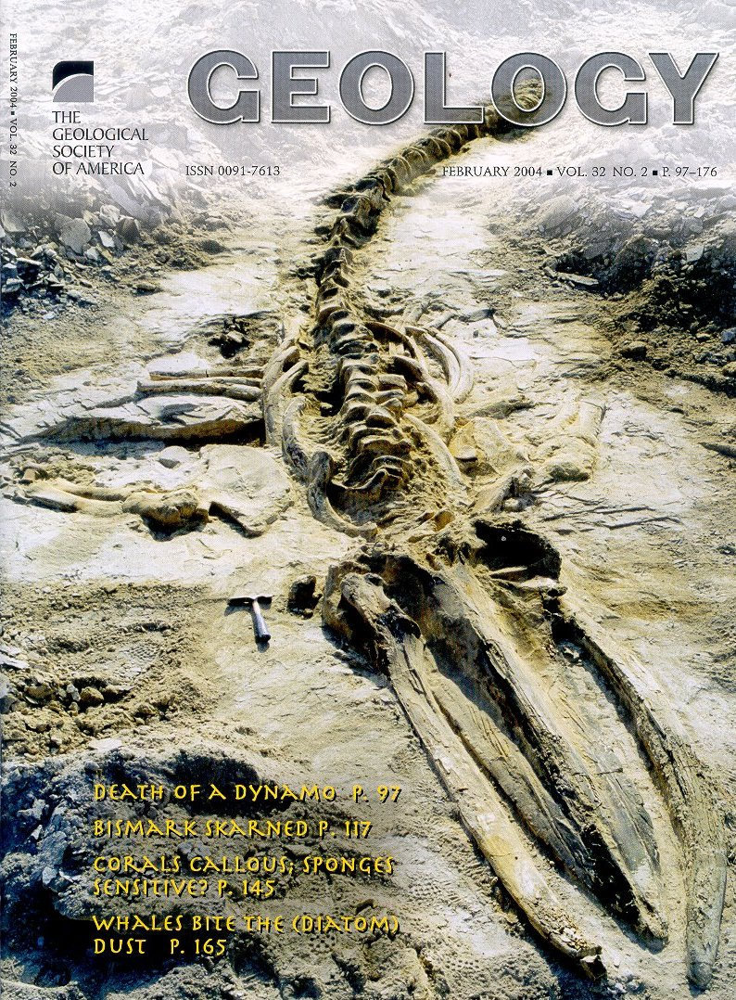 FEBRUARY 2004 ■ VOL. 32 NO. 2
GEOLOGY
THE
GEOLOGICAL
SOCIETY
OF AMERICA
ISSN 0091-7613
FEBRUARY 2004 ■ VOL. 32 NO. 2 ■ P. 97–176
DEATH OF A DYNAMO P. 97
BISMARK SKARNED P. 117
CORALS CALLOUS; SPONGES
SENSITIVE? P. 145
WHALES BITE THE (DIATOM)
DUST P. 165